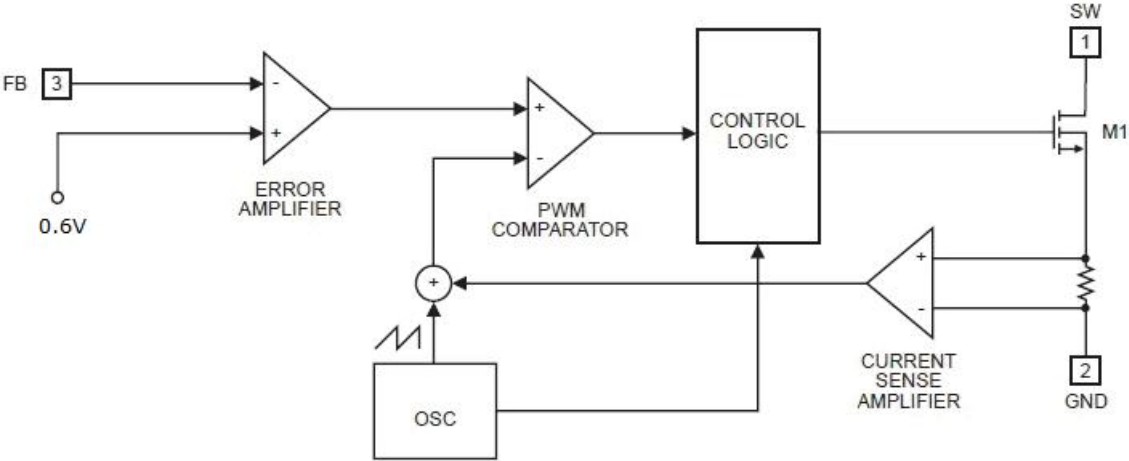 SW
1
FB
3
-
+
ERROR
AMPLIFIER
0.6V
+
-
PWM
COMPARATOR
CONTROL
LOGIC
M1
+
+
-
CURRENT
SENSE
AMPLIFIER
2
GND
OSC